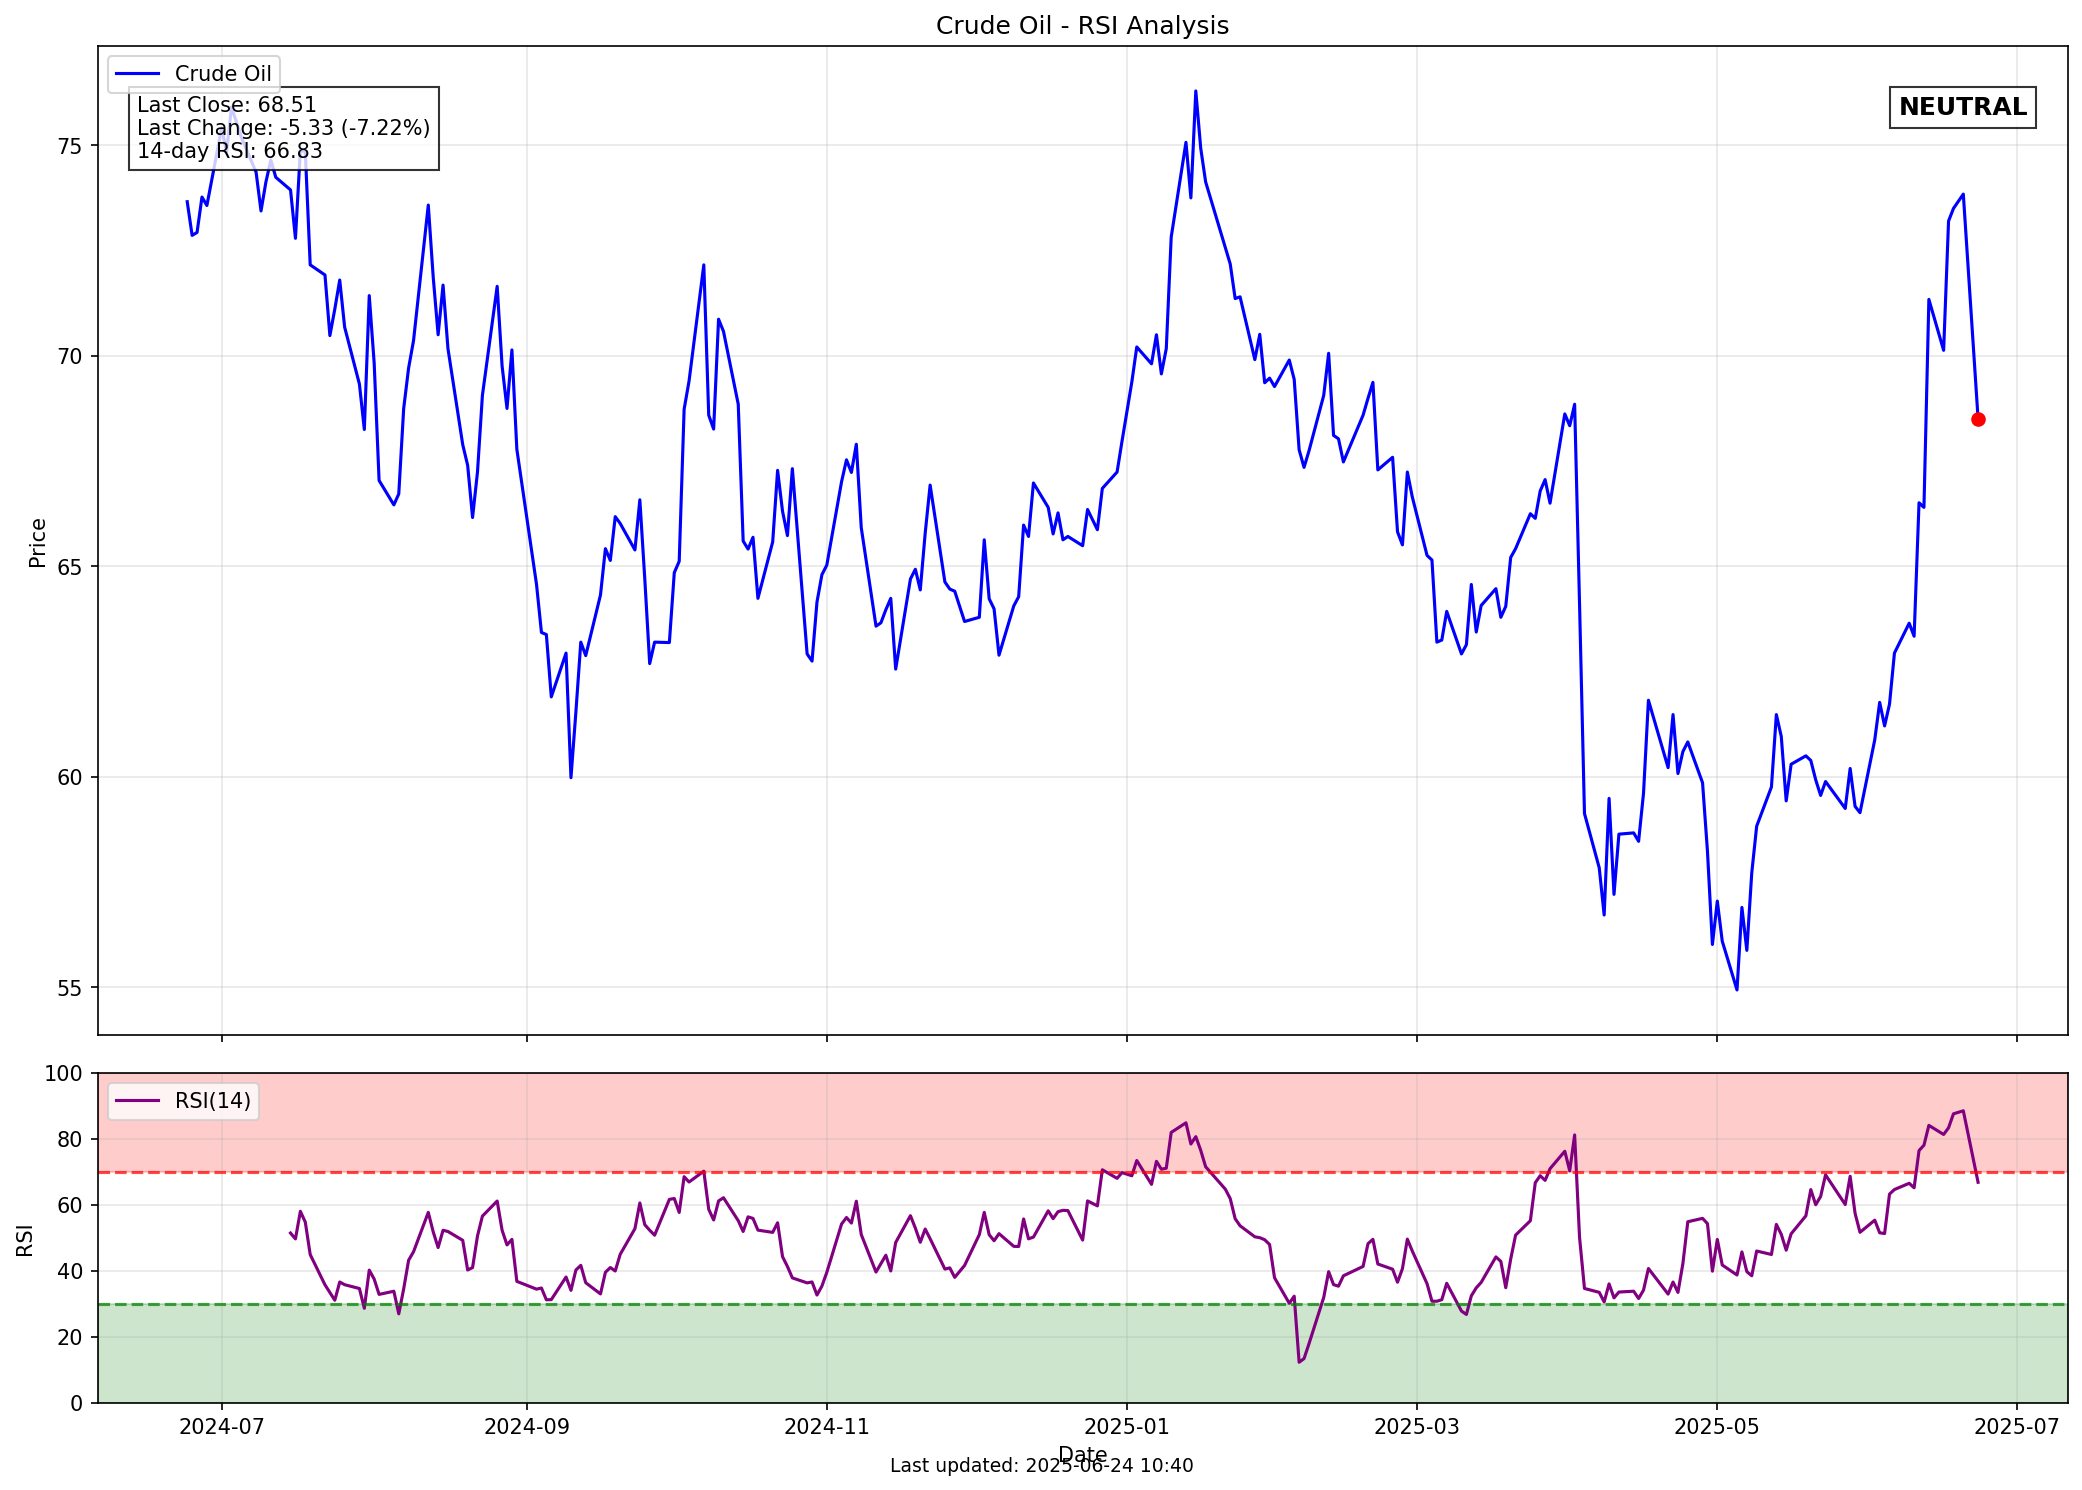 Crude Oil - RSI Analysis
Crude Oil
Last Close: 68.51
Last Change: -5.33 (-7.22%)
14-day RSI: 66.83
NEUTRAL
75
70
65
60
55
Price
RSI(14)
100
80
60
40
20
0
RSI
2024-07 2024-09 2024-11 2025-01 2025-03 2025-05 2025-07
Date
Last updated: 2025-06-24 10:40